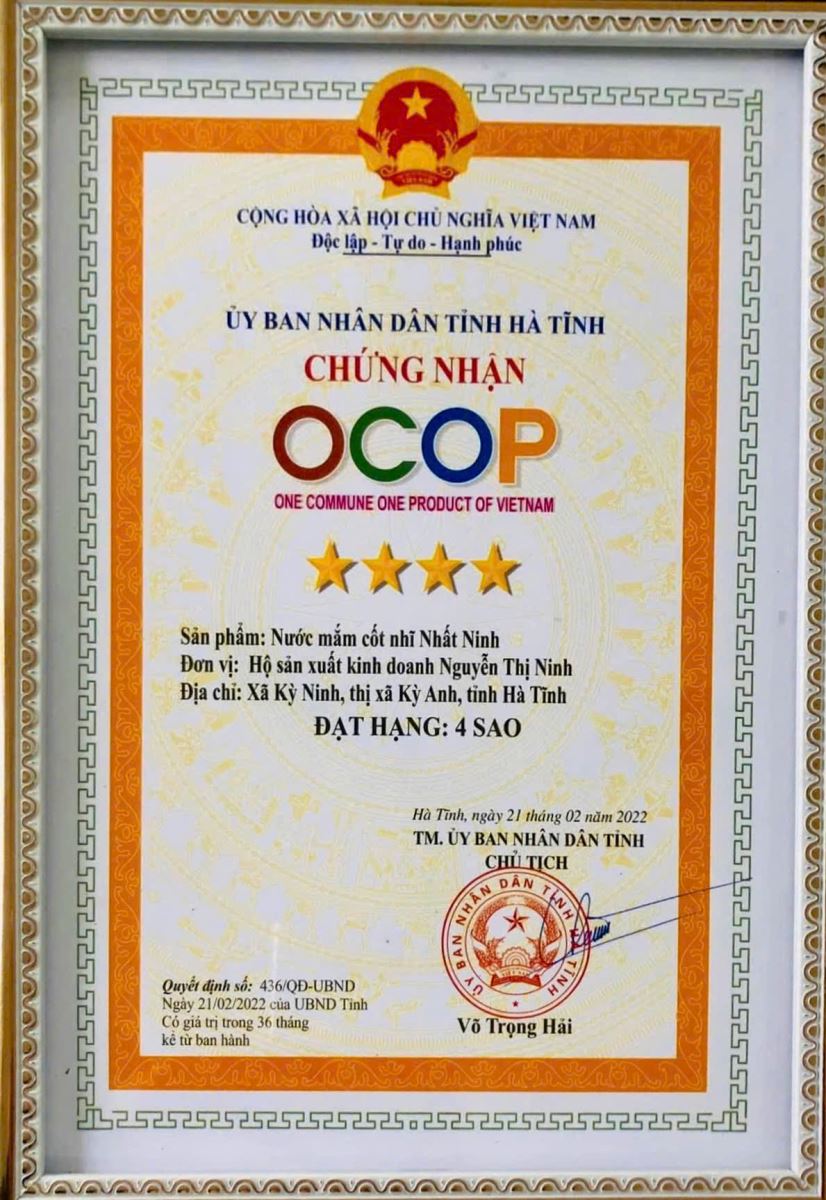 CỘNG HÒA XÃ HỘI CHỦ NGHĨA VIỆT NAM
Độc lập - Tự do - Hạnh phúc
ỦY BAN NHÂN DÂN TỈNH HÀ TĨNH
CHỨNG NHẬN
OCOP
ONE COMMUNE ONE PRODUCT OF VIETNAM
Sản phẩm: Nước mắm cốt nhĩ Nhất Ninh
Đơn vị: Hộ sản xuất kinh doanh Nguyễn Thị Ninh
Địa chỉ: Xã Kỳ Ninh, thị xã Kỳ Anh, tỉnh Hà Tĩnh
ĐẠT HẠNG: 4 SAO
Hà Tĩnh, ngày 21 tháng 02 năm 2022
TM. ỦY BAN NHÂN DÂN TỈNH
CHỦ TỊCH
ỦY BAN NHÂN DÂN TỈNH
Võ Trọng Hải
Quyết định số: 436/QĐ-UBND
Ngày 21/02/2022 của UBND Tỉnh
Có giá trị trong 36 tháng
kể từ ban hành